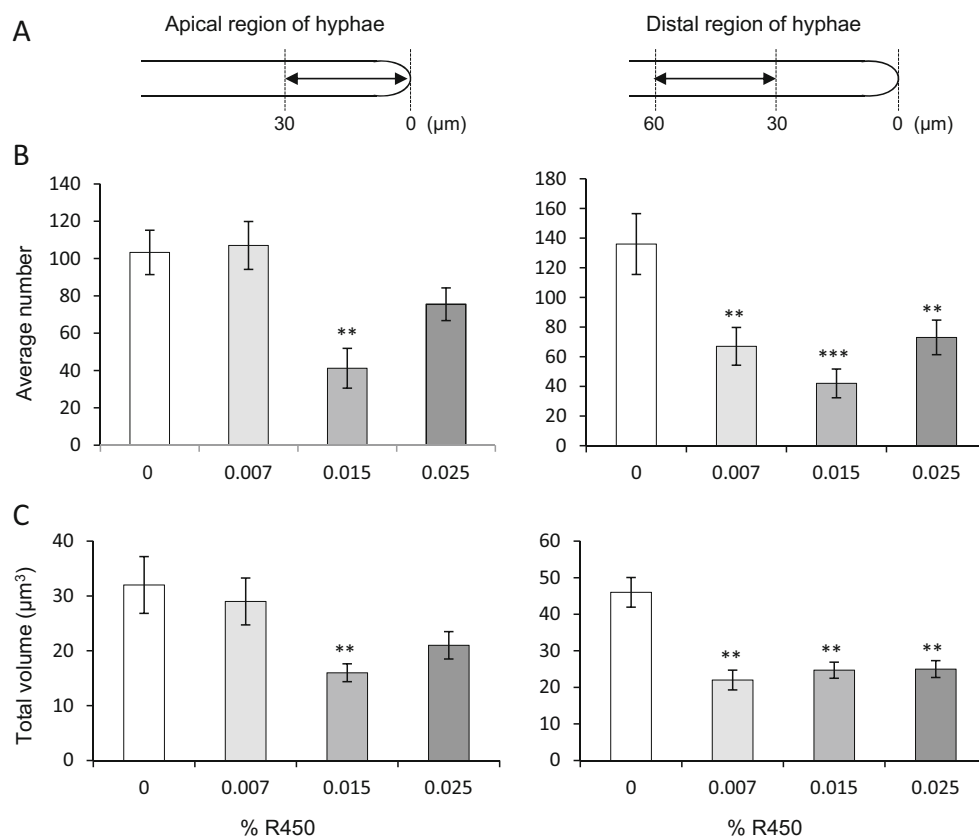 A
Apical region of hyphae
Distal region of hyphae
30 0 (µm)
60 30 0 (µm)
B
Average number
140
120
100
80
60
40
20
0
**
0 0.007 0.015 0.025
180
160
140
120
100
80
60
40
20
0
** *** **
0 0.007 0.015 0.025
C
Total volume (µm³)
40
30
20
10
0
**
0 0.007 0.015 0.025
% R450
60
50
40
30
20
10
0
** ** **
0 0.007 0.015 0.025
% R450